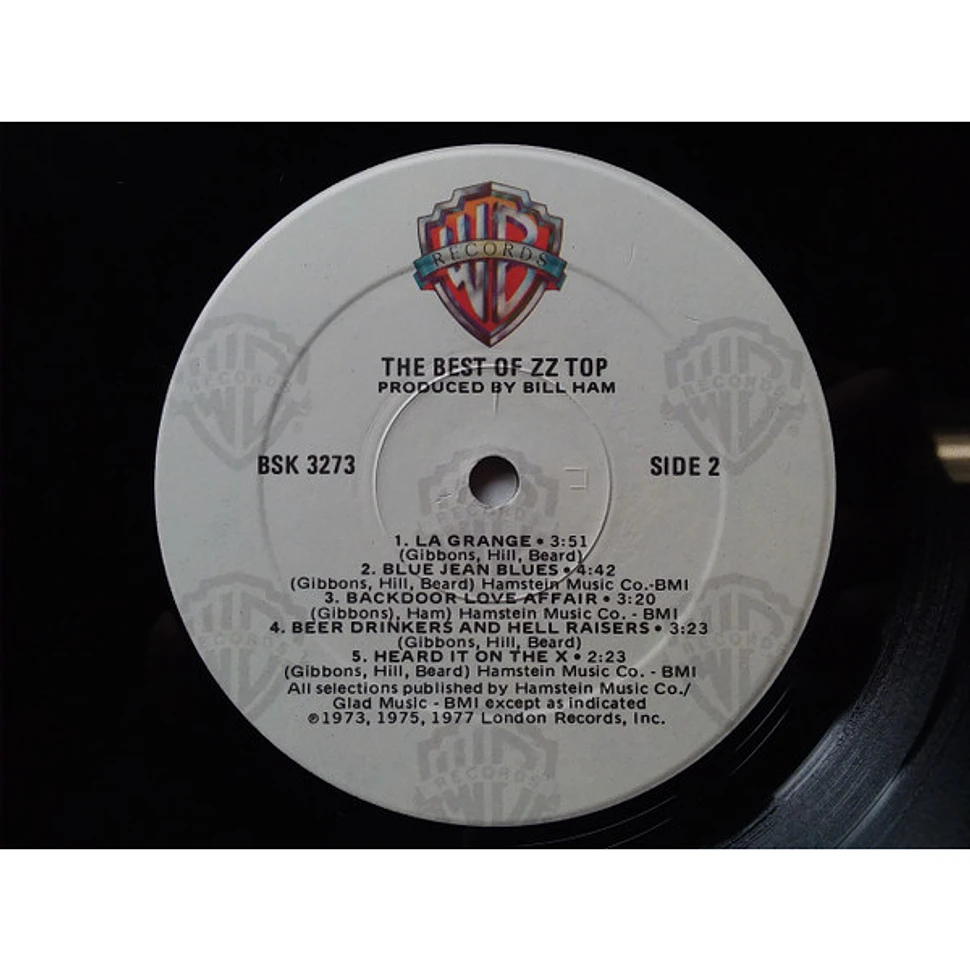 WB
RECORDS
THE BEST OF ZZ TOP
PRODUCED BY BILL HAM
BSK 3273
SIDE 2
1. LA GRANGE • 3:51
(Gibbons, Hill, Beard)
2. BLUE JEAN BLUES • 4:42
(Gibbons, Hill, Beard) Hamstein Music Co.-BMI
3. BACKDOOR LOVE AFFAIR • 3:20
(Gibbons), Ham) Hamstein Music Co. - BMI
4. BEER DRINKERS AND HELL RAISERS • 3:23
(Gibbons, Hill, Beard)
5. HEARD IT ON THE X • 2:23
(Gibbons, Hill, Beard) Hamstein Music Co. - BMI
All selections published by Hamstein Music Co./
Glad Music - BMI except as indicated
℗1973, 1975, 1977 London Records, Inc.